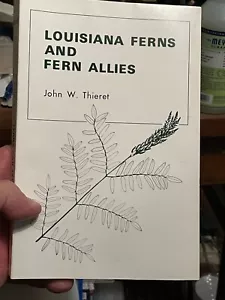 LOUISIANA FERNS
AND
FERN ALLIES
John W. Thieret